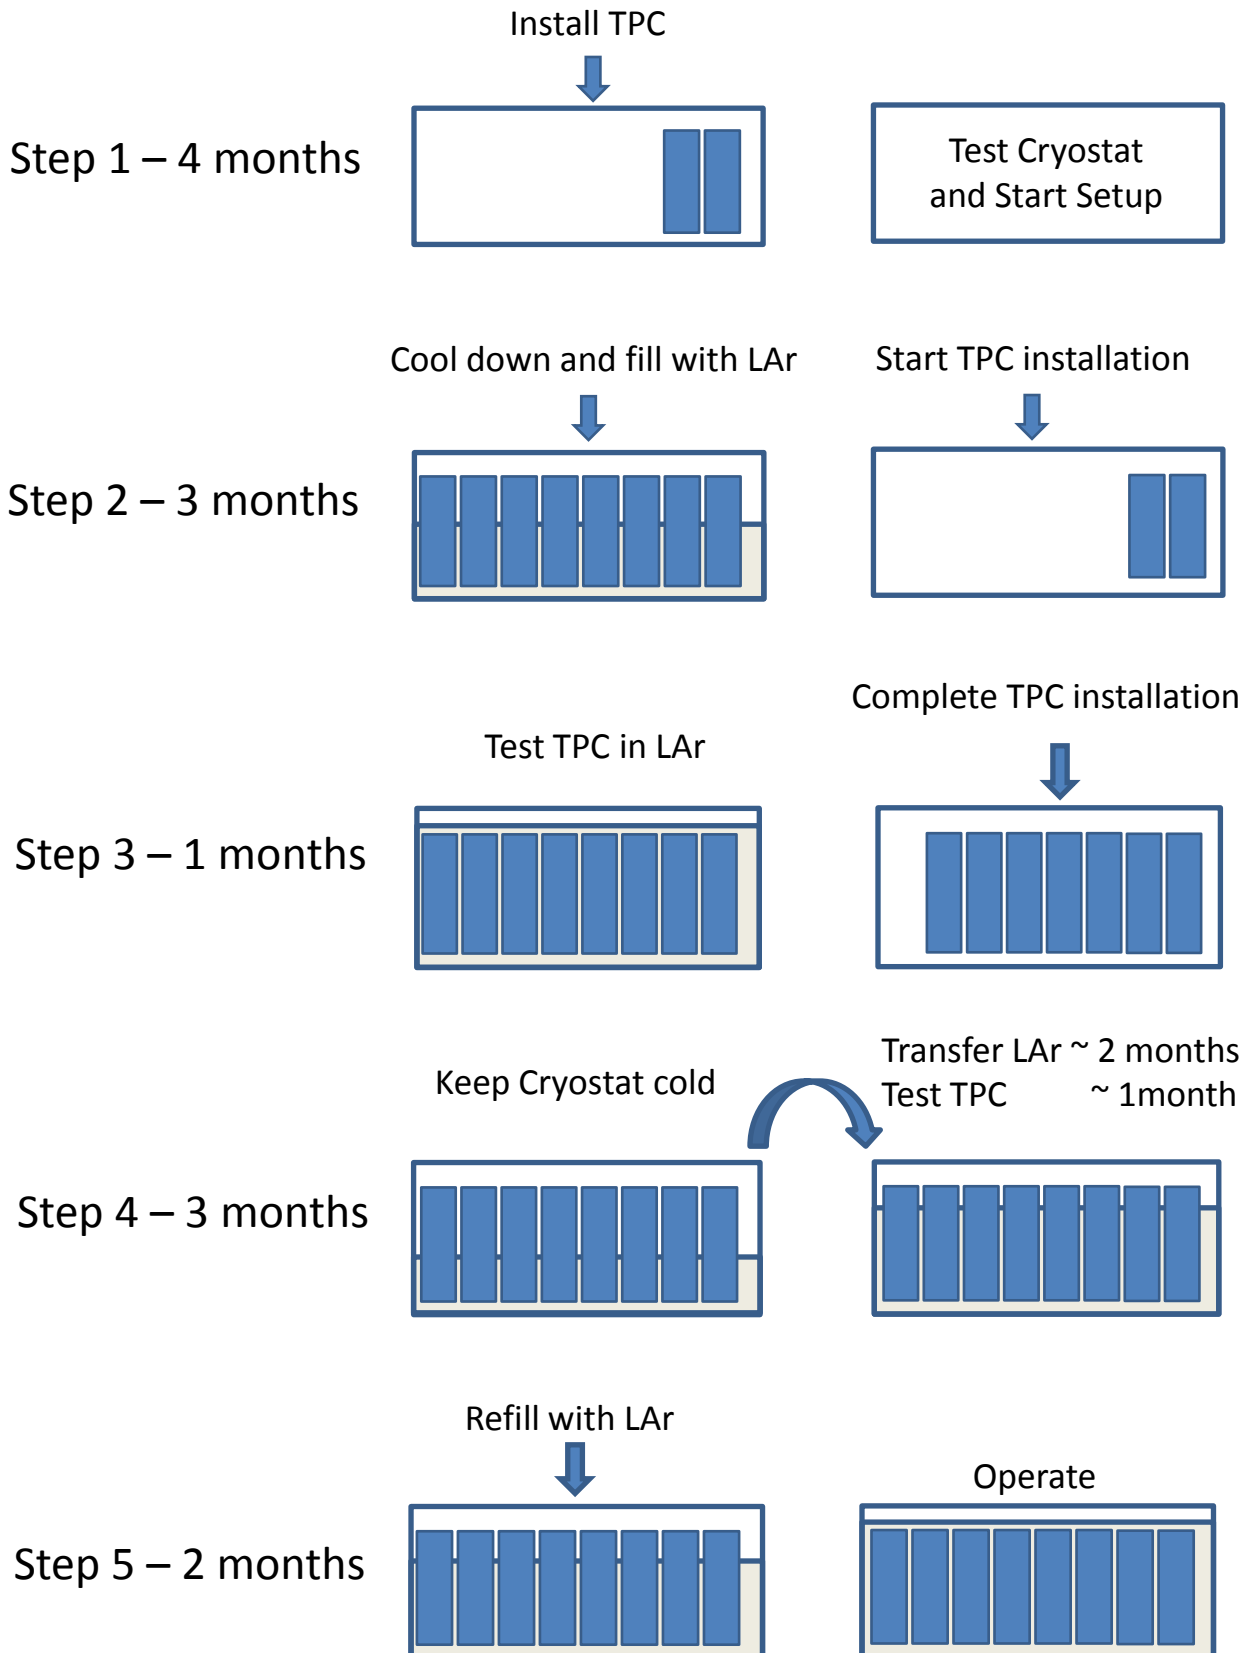 Install TPC
Step 1 – 4 months
Test Cryostat
and Start Setup
Cool down and fill with LAr
Start TPC installation
Step 2 – 3 months
Complete TPC installation
Test TPC in LAr
Step 3 – 1 months
Transfer LAr ~ 2 months
Keep Cryostat cold
Test TPC ~ 1month
Step 4 – 3 months
Refill with LAr
Operate
Step 5 – 2 months